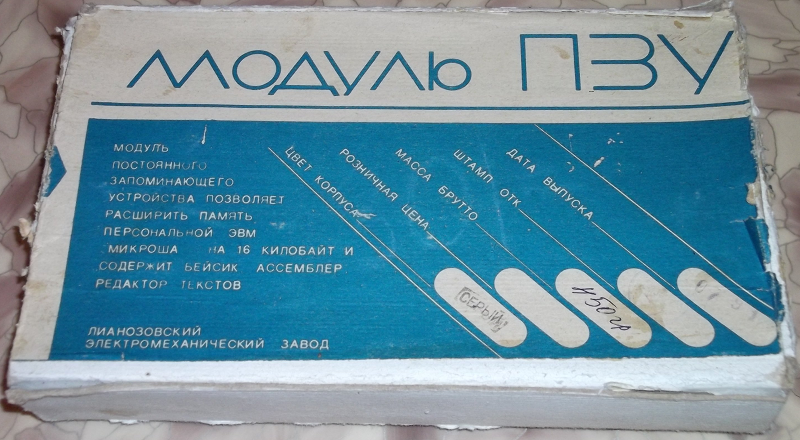 МОДУЛЬ ПЗУ
МОДУЛЬ
ПОСТОЯННОГО
ЗАПОМИНАЮЩЕГО
УСТРОЙСТВА ПОЗВОЛЯЕТ
РАСШИРИТЬ ПАМЯТЬ
ПЕРСОНАЛЬНОЙ ЭВМ
МИКРОША НА 16 КИЛОБАЙТ И
СОДЕРЖИТ БЕЙСИК АССЕМБЛЕР
РЕДАКТОР ТЕКСТОВ
ЛИАНОЗОВСКИЙ
ЭЛЕКТРОМЕХАНИЧЕСКИЙ ЗАВОД
ЦВЕТ КОРПУСА
РОЗНИЧНАЯ ЦЕНА
МАССА БРУТТО
ШТАМП ОТК
ДАТА ВЫПУСКА
СЕРЫЙ
450гр